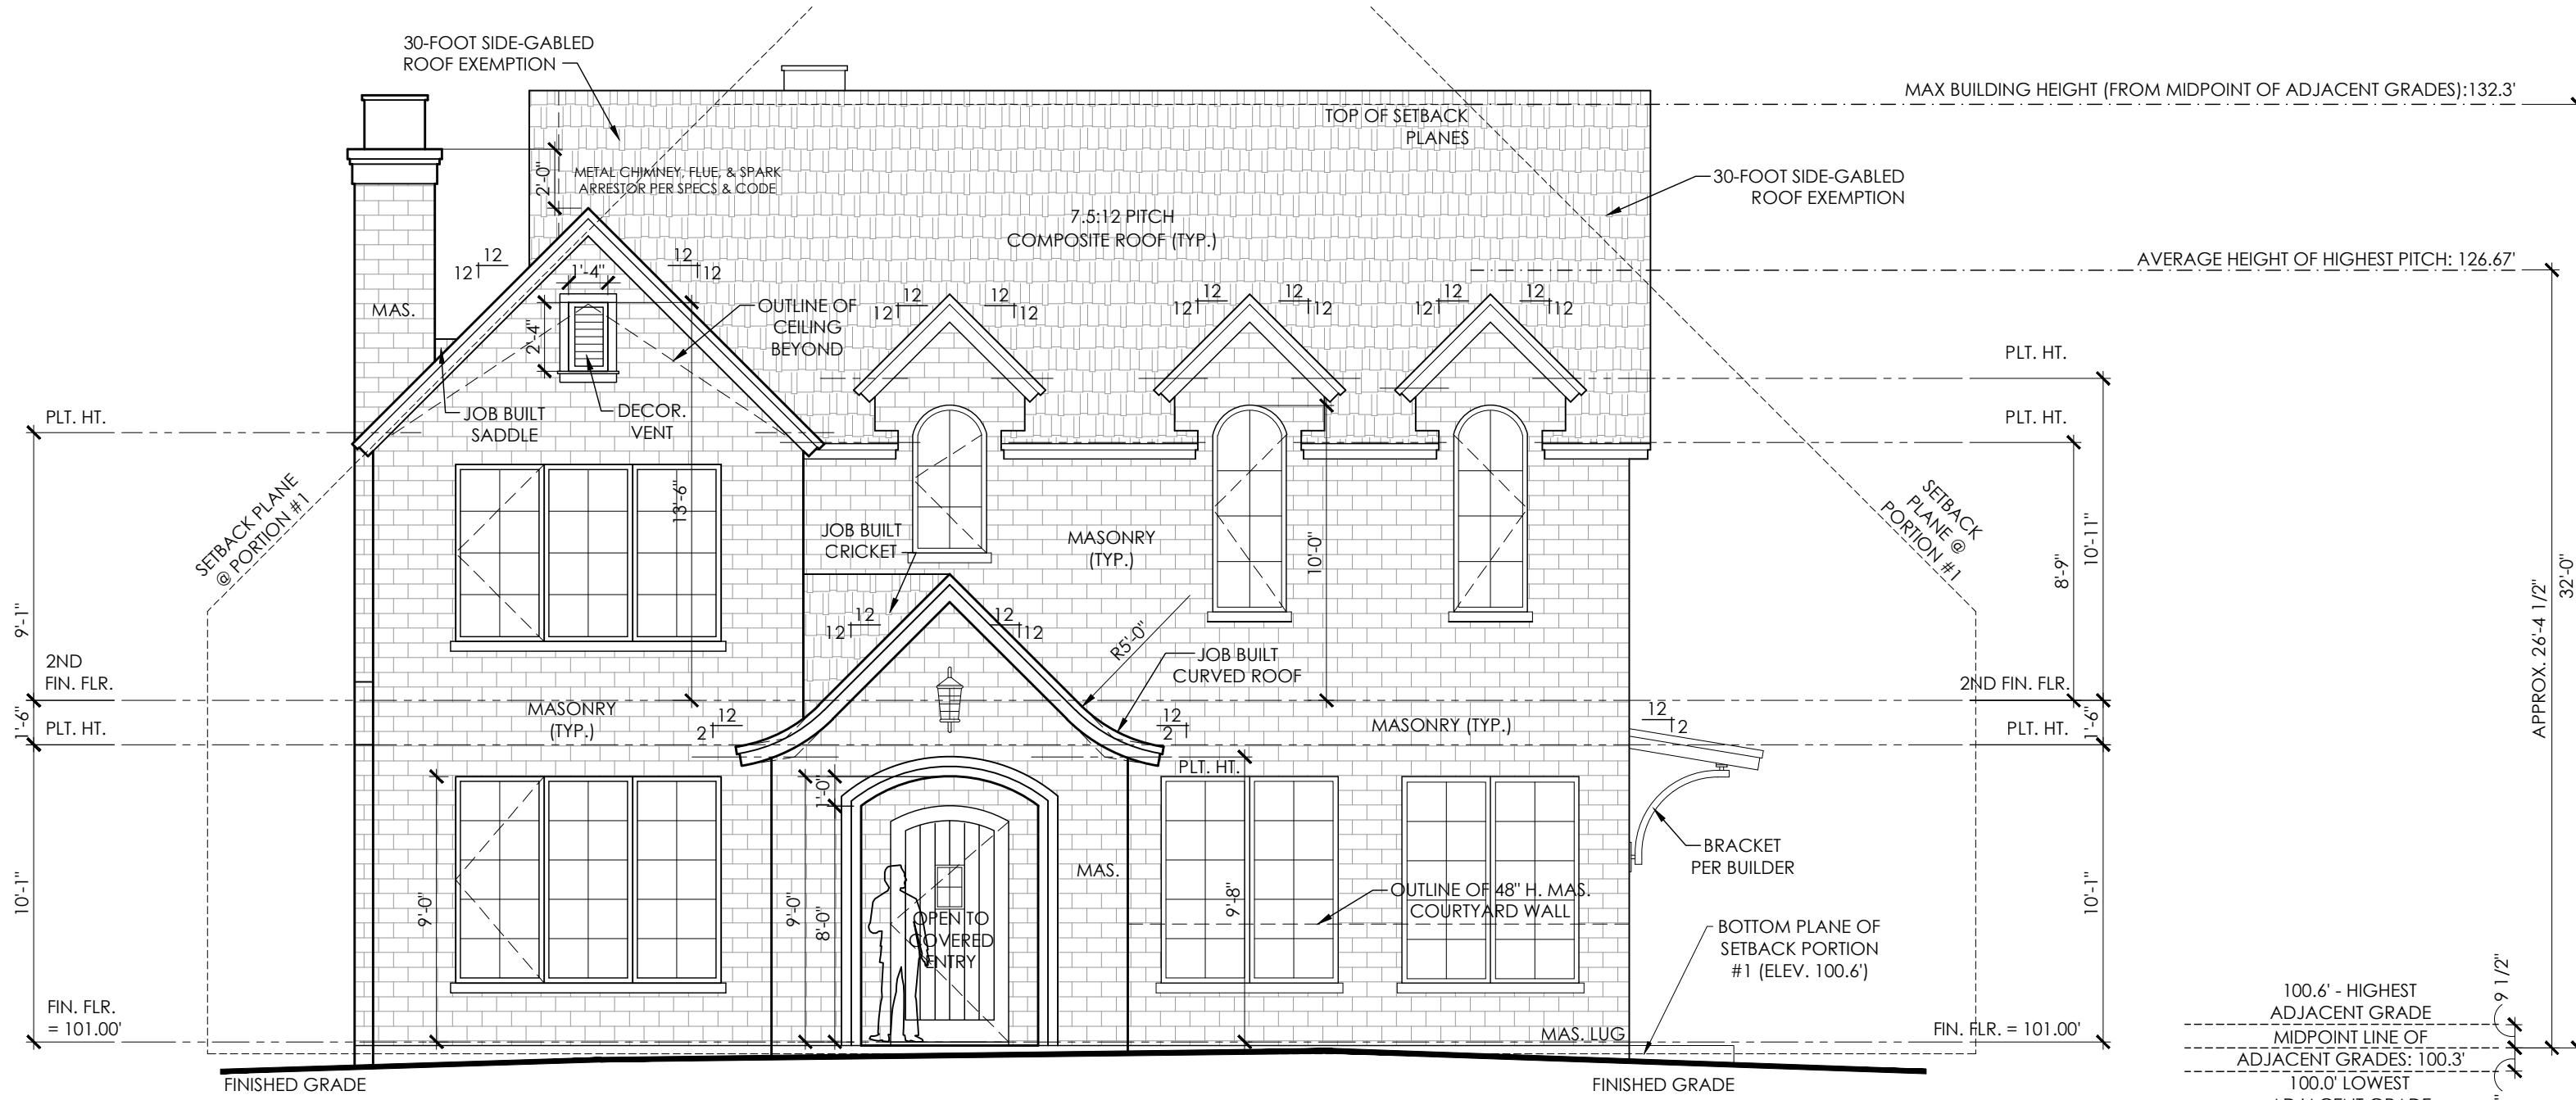 30-FOOT SIDE-GABLED
ROOF EXEMPTION
MAX BUILDING HEIGHT (FROM MIDPOINT OF ADJACENT GRADES):132.3'
TOP OF SETBACK
PLANES
2'-0"
METAL CHIMNEY, FLUE, & SPARK
ARRESTOR PER SPECS & CODE
30-FOOT SIDE-GABLED
ROOF EXEMPTION
7.5:12 PITCH
COMPOSITE ROOF (TYP.)
12
12
12
12
1'-4"
AVERAGE HEIGHT OF HIGHEST PITCH: 126.67'
MAS.
OUTLINE OF
CEILING
BEYOND
2'-4"
12
12
12
12
12
12
12
12
12
12
12
12
PLT. HT.
PLT. HT.
JOB BUILT
SADDLE
DECOR.
VENT
PLT. HT.
SETBACK PLANE
@ PORTION #1
13'-6"
JOB BUILT
CRICKET
MASONRY
(TYP.)
10'-0"
SETBACK
PLANE @
PORTION #1
8'-9"
10'-11"
32'-0"
APPROX. 26'-4 1/2"
9'-1"
12
12
12
12
R5'-0"
JOB BUILT
CURVED ROOF
2ND
FIN. FLR.
2ND FIN. FLR.
1'-6"
PLT. HT.
MASONRY
(TYP.)
12
2
12
2
MASONRY (TYP.)
12
2
PLT. HT.
1'-6"
PLT. HT.
10'-1"
9'-0"
9'-0"
1'-0"
8'-0"
OPEN TO
COVERED
ENTRY
MAS.
9'-8"
OUTLINE OF 48" H. MAS.
COURTYARD WALL
BRACKET
PER BUILDER
10'-1"
BOTTOM PLANE OF
SETBACK PORTION
#1 (ELEV. 100.6')
FIN. FLR.
= 101.00'
MAS. LUG
FIN. FLR. = 101.00'
100.6' - HIGHEST
ADJACENT GRADE
9 1/2"
MIDPOINT LINE OF
ADJACENT GRADES: 100.3'
100.0' LOWEST
FINISHED GRADE
FINISHED GRADE